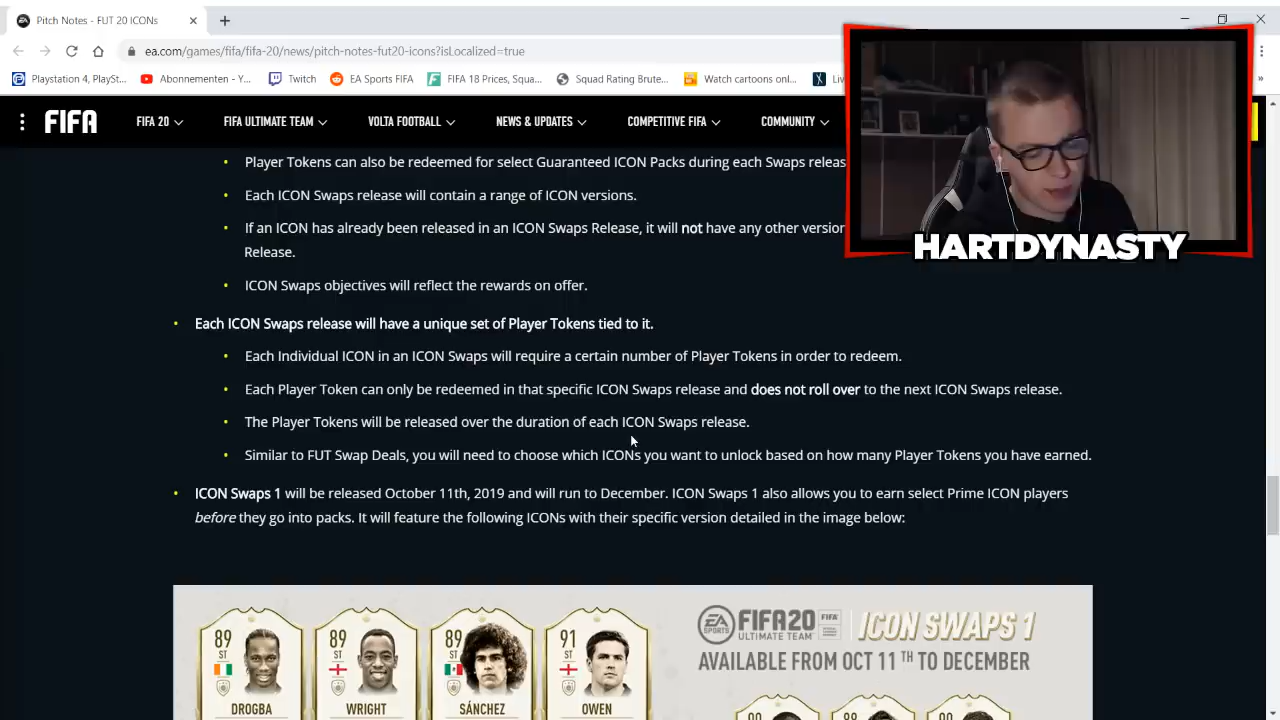 Pitch Notes - FUT 20 ICONs
ea.com/games/fifa/fifa-20/news/pitch-notes-fut20-icons?isLocalized=true
Playstation 4, PlaySt...
Abonnementen - Y...
Twitch
EA Sports FIFA
FIFA 18 Prices, Squa...
Squad Rating Brute...
Watch cartoons onl...
FIFA
FIFA 20
FIFA ULTIMATE TEAM
VOLTA FOOTBALL
NEWS & UPDATES
COMPETITIVE FIFA
COMMUNITY
HARTDYNASTY
Player Tokens can also be redeemed for select Guaranteed ICON Packs during each Swaps
Each ICON Swaps release will contain a range of ICON versions.
If an ICON has already been released in an ICON Swaps Release, it will not have any other
Release.
ICON Swaps objectives will reflect the rewards on offer.
Each ICON Swaps release will have a unique set of Player Tokens tied to it.
Each Individual ICON in an ICON Swaps will require a certain number of Player Tokens in order to redeem.
Each Player Token can only be redeemed in that specific ICON Swaps release and does not roll over to the next ICON Swaps release.
The Player Tokens will be released over the duration of each ICON Swaps release.
Similar to FUT Swap Deals, you will need to choose which ICONs you want to unlock based on how many Player Tokens you have earned.
ICON Swaps 1 will be released October 11th, 2019 and will run to December. ICON Swaps 1 also allows you to earn select Prime ICON players
before they go into packs. It will feature the following ICONs with their specific version detailed in the image below:
89
ST
DROGBA
89
ST
WRIGHT
89
ST
SÁNCHEZ
91
ST
OWEN
EA SPORTS
FIFA20
ULTIMATE TEAM
FIFA
ICON SWAPS 1
AVAILABLE FROM OCT 11TH TO DECEMBER